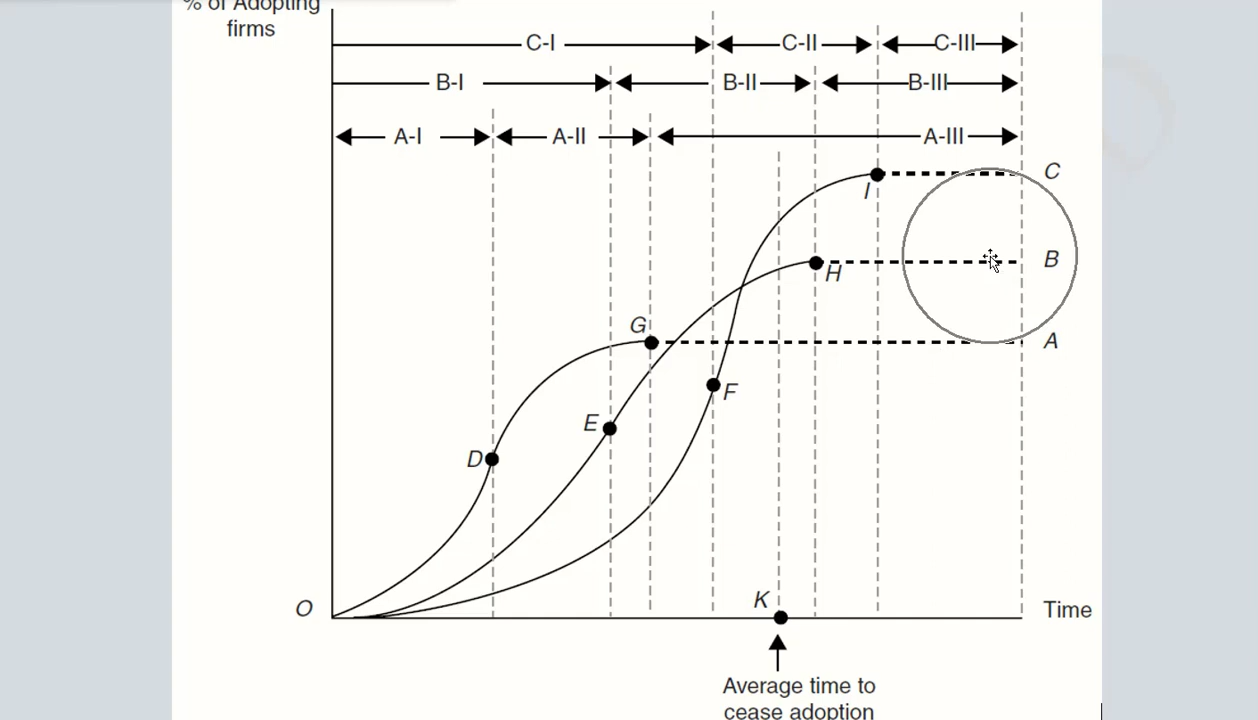 % of Adopting
firms
C-I C-II C-III
B-I B-II B-III
A-I A-II A-III
C
I
B
H
G
A
F
E
D
K
O
Time
Average time to
cease adoption